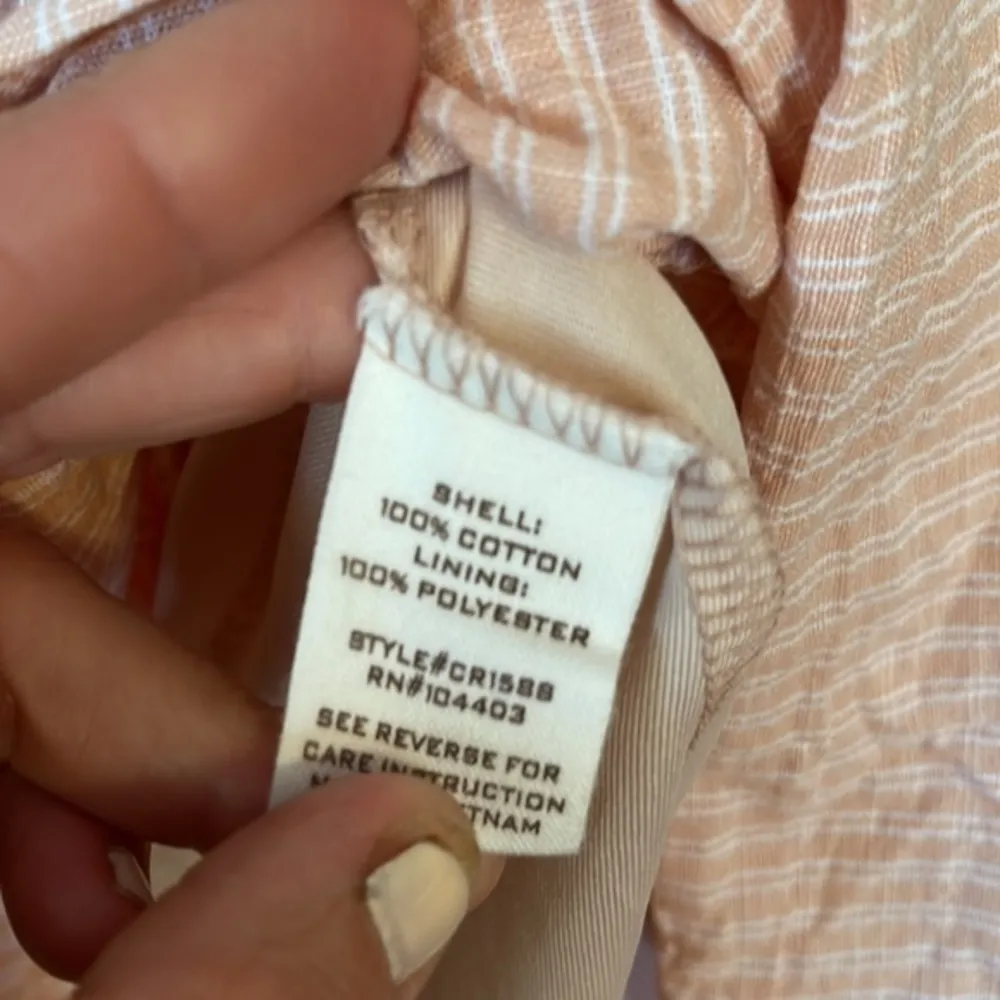 SHELL:
100% COTTON
LINING:
100% POLYESTER
STYLE#CR1588
RN#104403
SEE REVERSE FOR
CARE INSTRUCTION